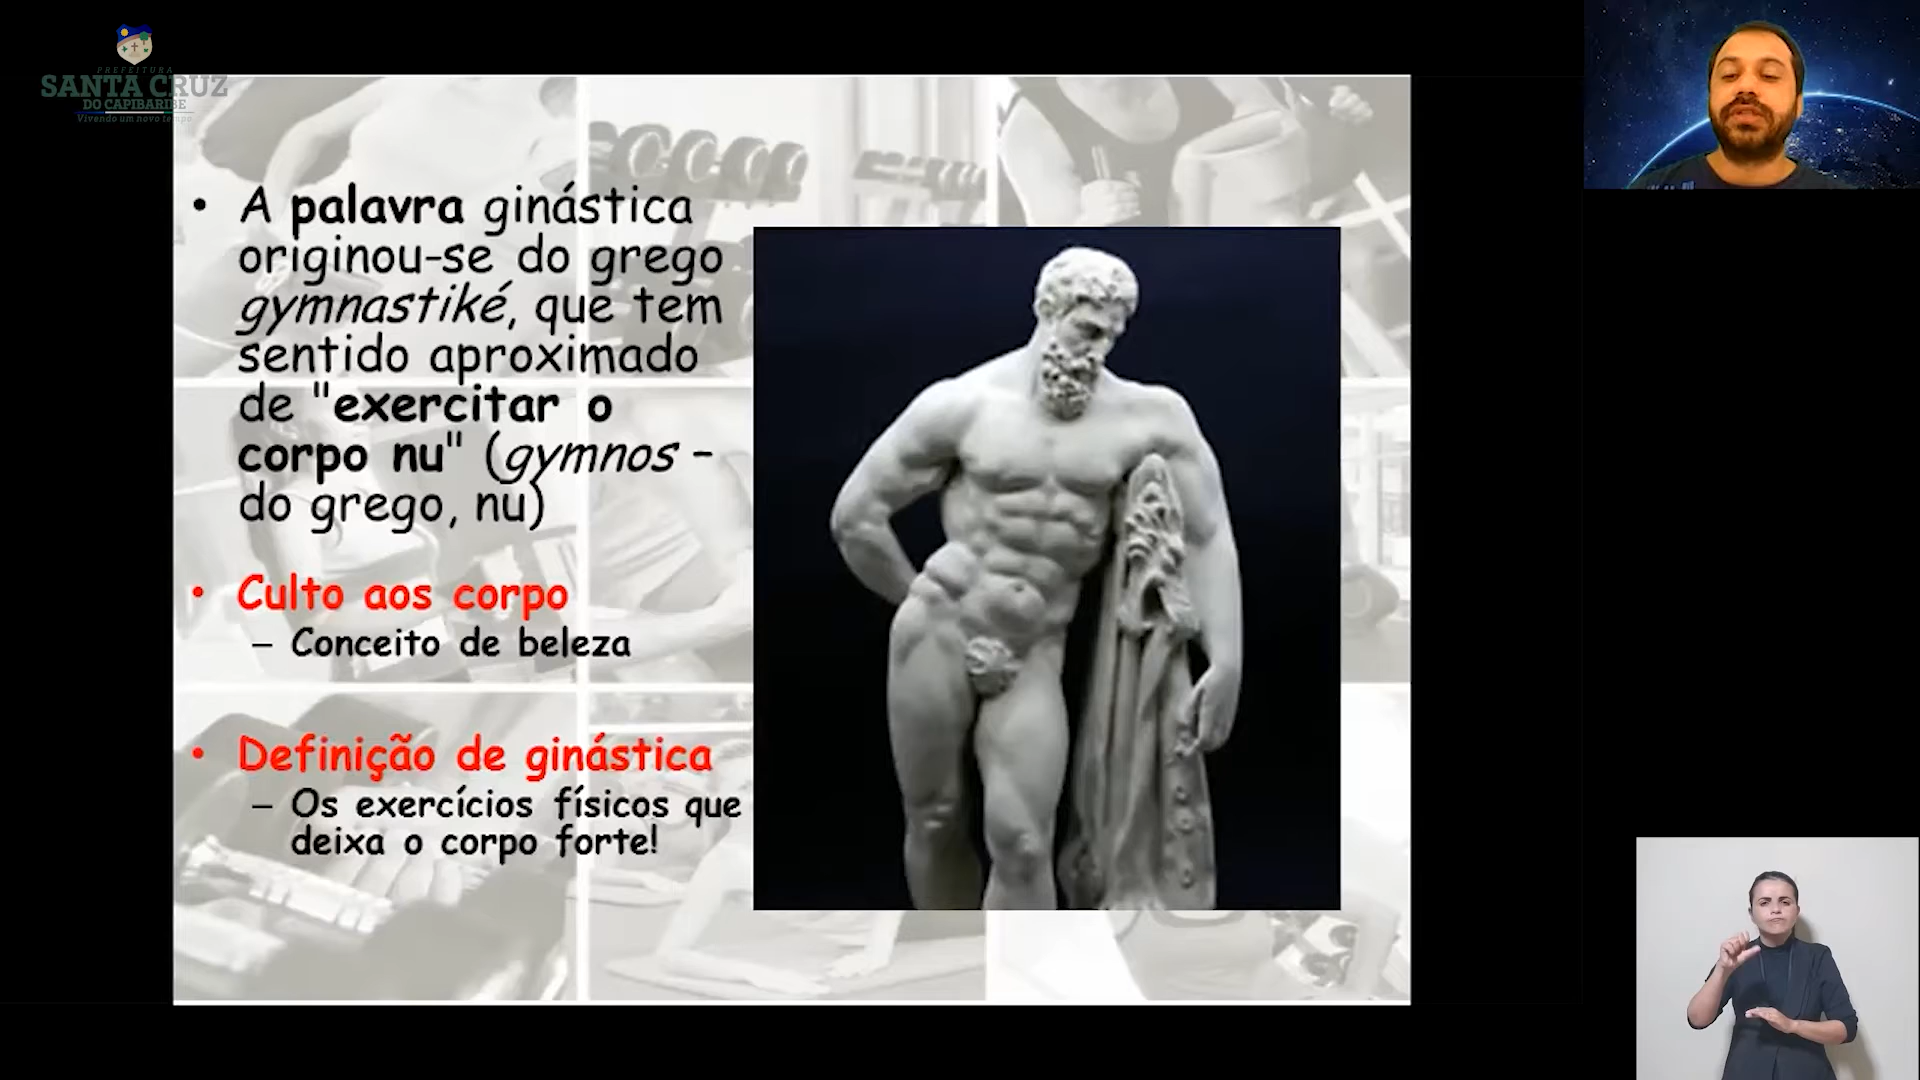 PREFEITURA
SANTA CRUZ
DO CAPIBARIBE
Vivendo um novo tempo
• A palavra ginástica
originou-se do grego
gymnastiké, que tem
sentido aproximado
de "exercitar o
corpo nu" (gymnos –
do grego, nu)
• Culto aos corpo
– Conceito de beleza
• Definição de ginástica
– Os exercícios físicos que
deixa o corpo forte!